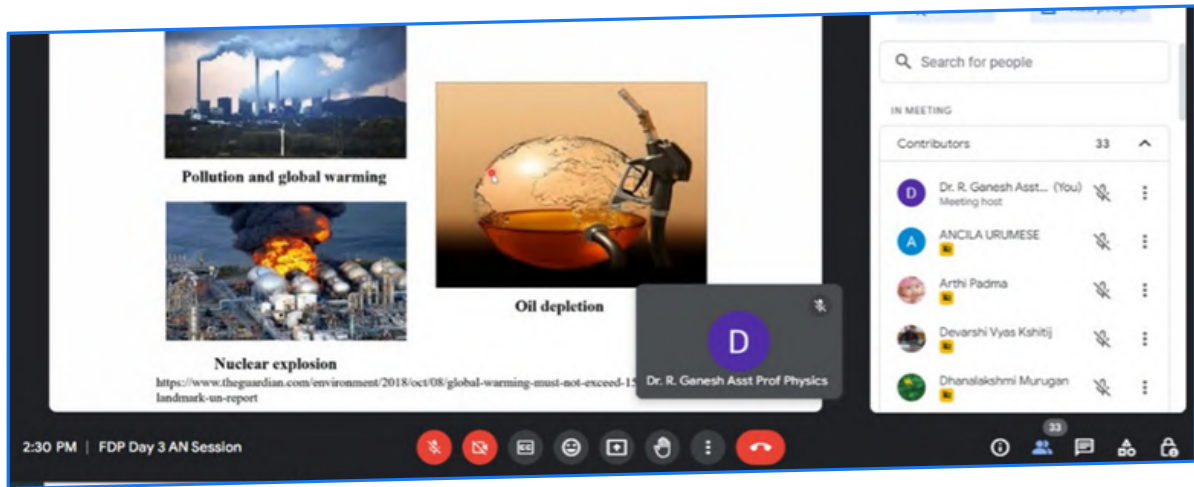 Search for people
IN MEETING
Contributors 33
Pollution and global warming
D Dr. R. Ganesh Asst... (You)
Meeting host
A ANCILA URUMESE
Arthi Padma
Oil depletion
Devarshi Vyas Kshitij
D
Nuclear explosion
https://www.theguardian.com/environment/2018/oct/08/global-warming-must-not-exceed-15
landmark-un-report
Dr. R. Ganesh Asst Prof Physics
Dhanalakshmi Murugan
2:30 PM | FDP Day 3 AN Session
CC
33